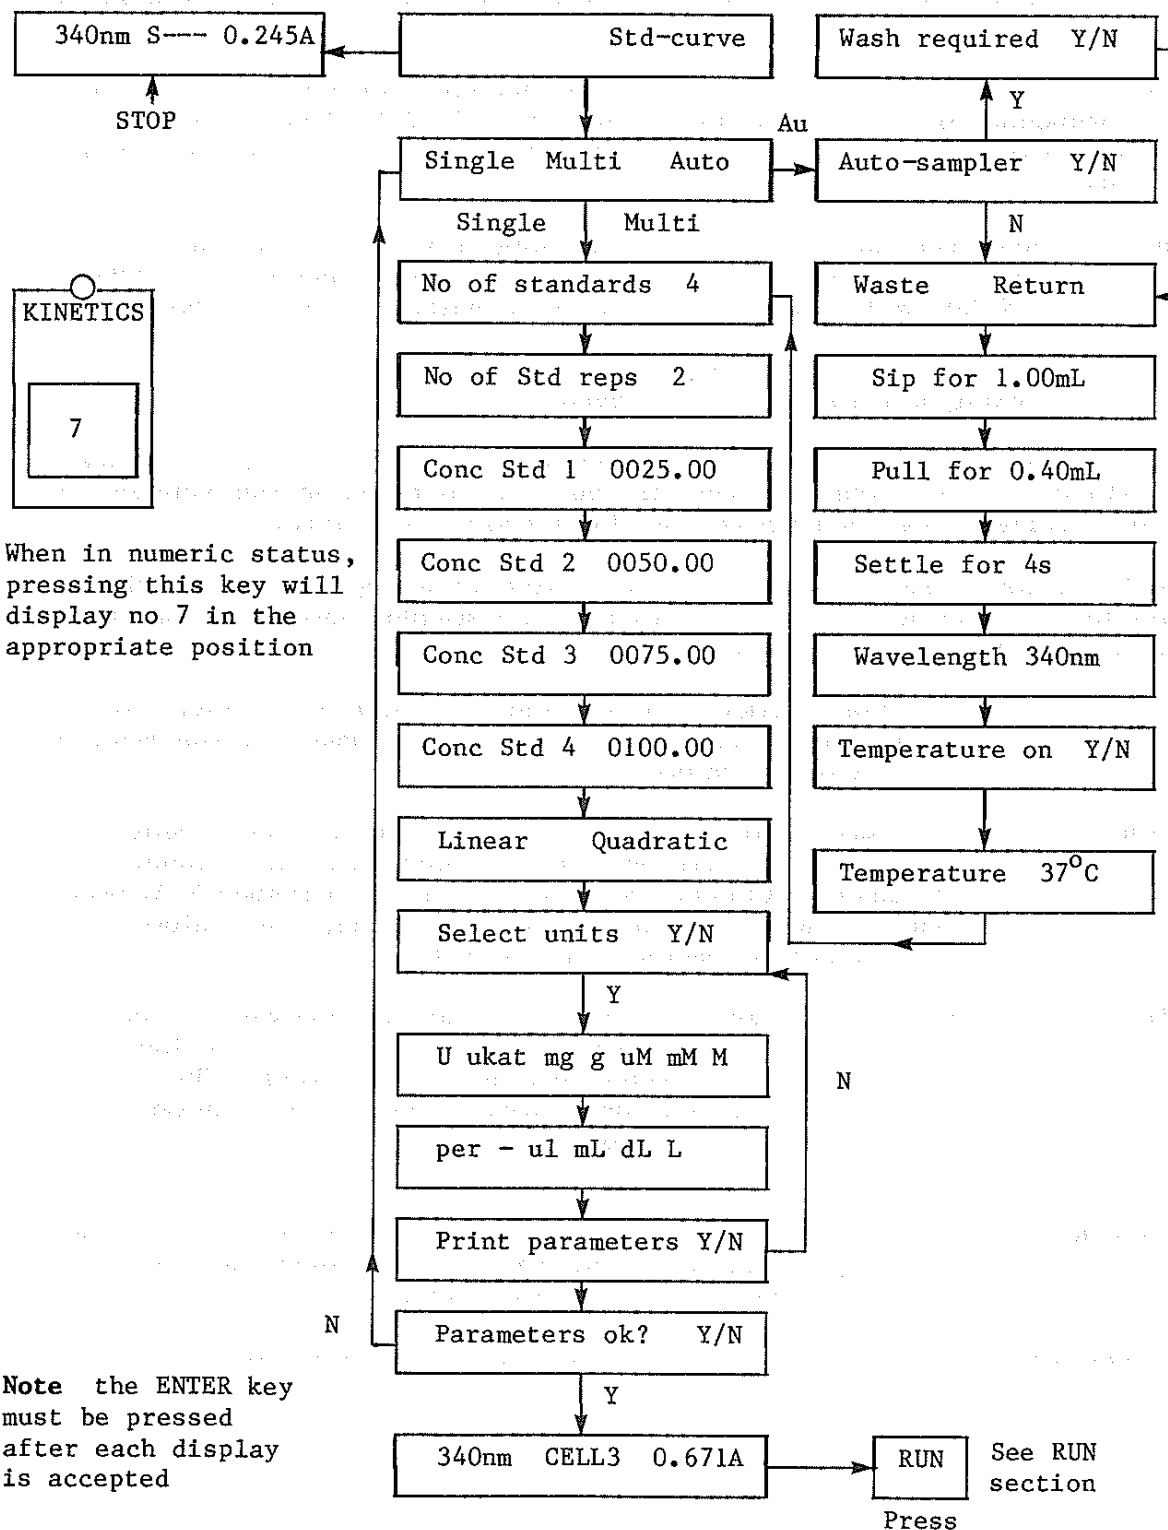 340nm S--- 0.245A
STOP
Std-curve
Single Multi Auto
Single Multi
Au
Wash required Y/N
Y
Auto-sampler Y/N
N
Waste Return
Sip for 1.00mL
Pull for 0.40mL
Settle for 4s
Wavelength 340nm
Temperature on Y/N
Temperature 37°C
No of standards 4
No of Std reps 2
Conc Std 1 0025.00
Conc Std 2 0050.00
Conc Std 3 0075.00
Conc Std 4 0100.00
Linear Quadratic
Select units Y/N
Y
U ukat mg g uM mM M
N
per - ul mL dL L
Print parameters Y/N
N
Parameters ok? Y/N
Y
340nm CELL3 0.671A
RUN
Press
See RUN
section
KINETICS
7
When in numeric status,
pressing this key will
display no 7 in the
appropriate position
Note the ENTER key
must be pressed
after each display
is accepted